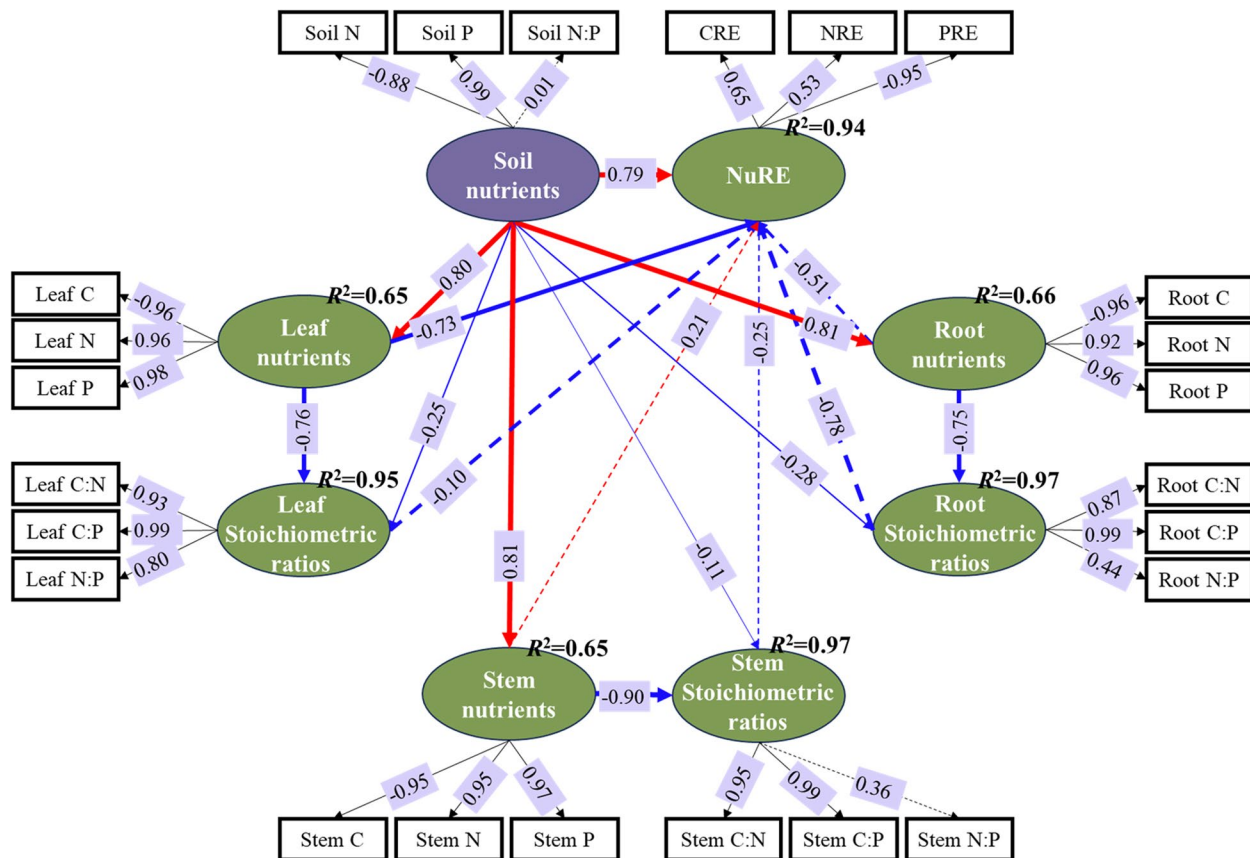 Soil N
Soil P
Soil N:P
CRE
NRE
PRE
-0.88
0.99
0.01
0.65
0.53
-0.95
R²=0.94
Soil
nutrients
0.79
NuRE
Leaf C
Leaf N
Leaf P
-0.96
0.96
0.98
R²=0.65
Leaf
nutrients
0.80
-0.73
0.21
-0.25
-0.51
0.81
R²=0.66
Root
nutrients
-0.96
0.92
0.96
Root C
Root N
Root P
-0.76
-0.25
-0.10
-0.78
-0.28
-0.75
Leaf C:N
Leaf C:P
Leaf N:P
0.93
0.99
0.80
R²=0.95
Leaf
Stoichiometric
ratios
0.81
-0.11
R²=0.97
Root
Stoichiometric
ratios
0.87
0.99
0.44
Root C:N
Root C:P
Root N:P
R²=0.65
Stem
nutrients
-0.90
R²=0.97
Stem
Stoichiometric
ratios
-0.95
0.95
0.97
0.95
0.99
0.36
Stem C
Stem N
Stem P
Stem C:N
Stem C:P
Stem N:P